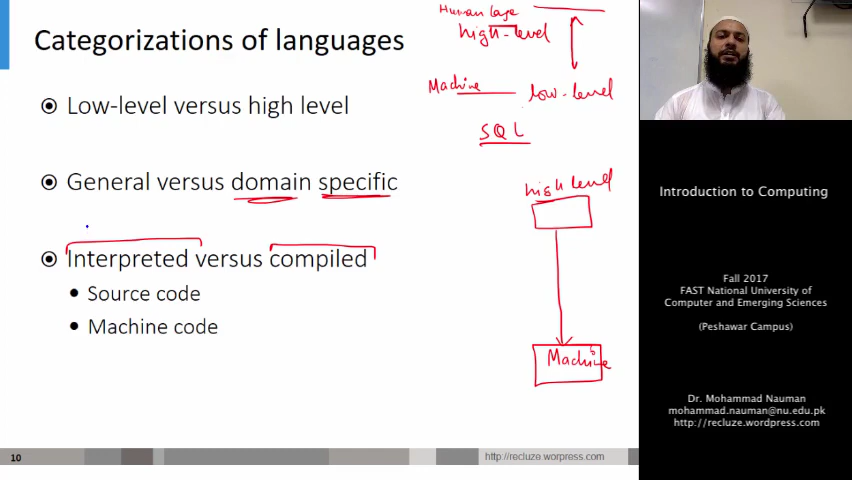 Categorizations of languages
Low-level versus high level
General versus domain specific
Interpreted versus compiled
Source code
Machine code
Human lage
high-level
Machine
low-level
SQL
high level
Machine
10
http://recluze.worpress.com
Introduction to Computing
Fall 2017
FAST National University of
Computer and Emerging Sciences
(Peshawar Campus)
Dr. Mohammad Nauman
mohammad.nauman@nu.edu.pk
http://recluze.wordpress.com